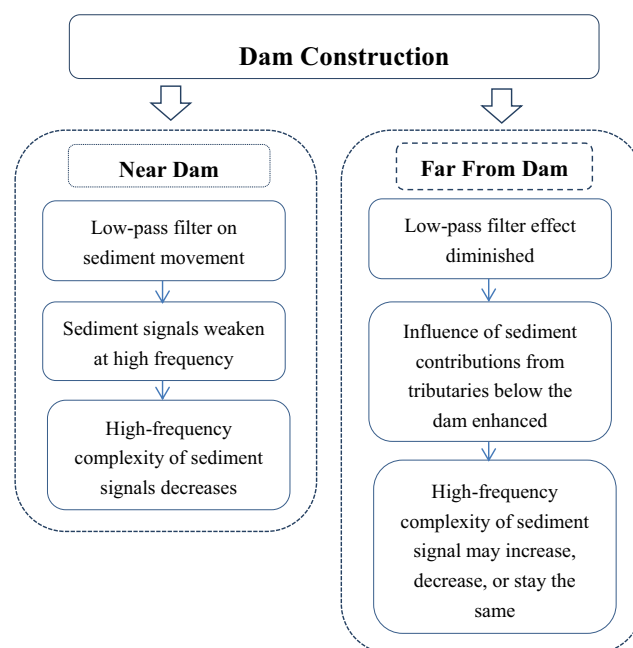 Dam Construction
Near Dam
Low-pass filter on
sediment movement
Sediment signals weaken
at high frequency
High-frequency
complexity of sediment
signals decreases
Far From Dam
Low-pass filter effect
diminished
Influence of sediment
contributions from
tributaries below the
dam enhanced
High-frequency
complexity of sediment
signal may increase,
decrease, or stay the
same